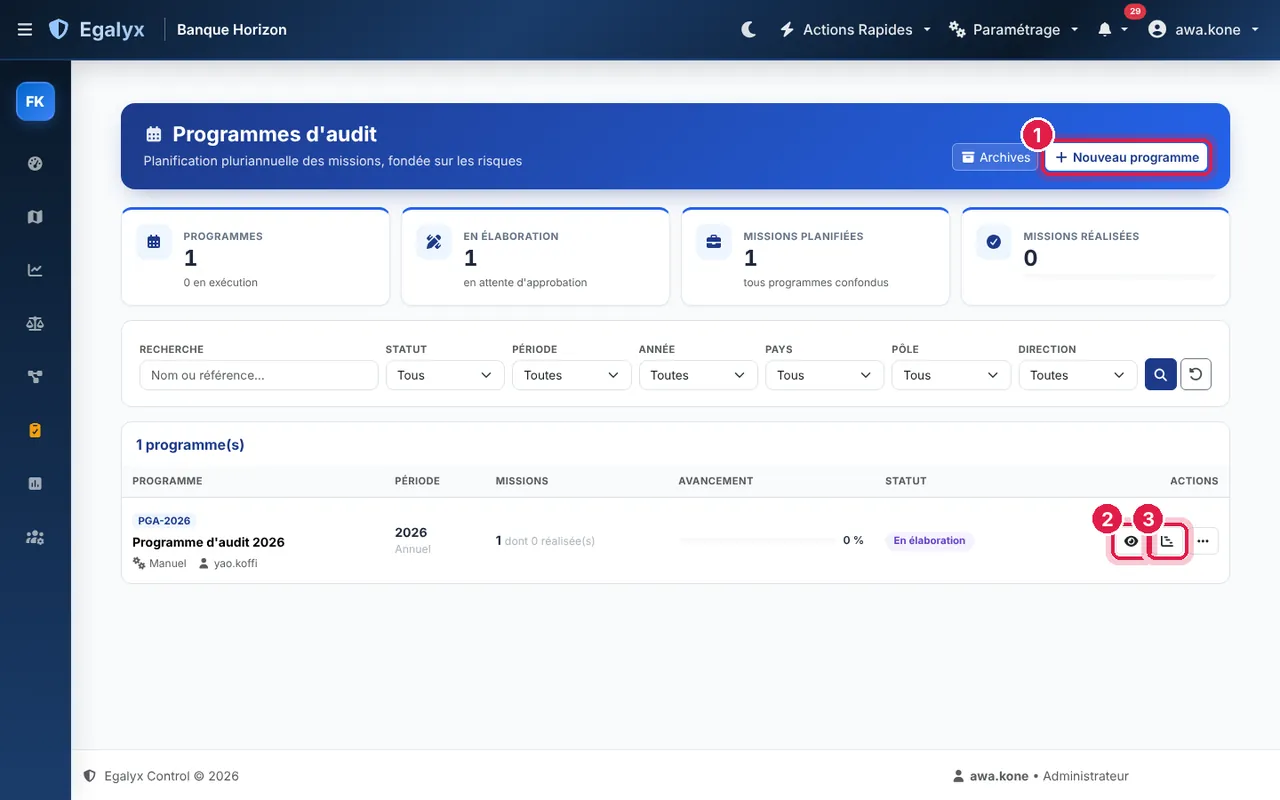 Egalyx
Banque Horizon
Actions Rapides
Paramétrage
29
awa.kone
FK
Programmes d'audit
Planification pluriannuelle des missions, fondée sur les risques
Archives
1
+ Nouveau programme
PROGRAMMES
1
0 en exécution
EN ÉLABORATION
1
en attente d'approbation
MISSIONS PLANIFIÉES
1
tous programmes confondus
MISSIONS RÉALISÉES
0
RECHERCHE
Nom ou référence...
STATUT
Tous
PÉRIODE
Toutes
ANNÉE
Toutes
PAYS
Tous
PÔLE
Tous
DIRECTION
Toutes
1 programme(s)
PROGRAMME PÉRIODE MISSIONS AVANCEMENT STATUT ACTIONS
PGA-2026
Programme d'audit 2026
Manuel yao.koffi
2026
Annuel
1 dont 0 réalisée(s)
0 %
En élaboration
2
3
Egalyx Control © 2026
awa.kone • Administrateur